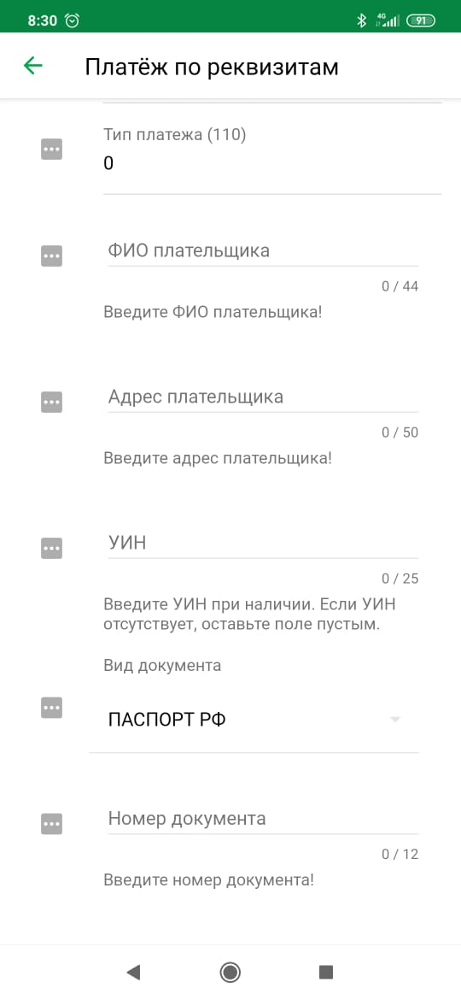 8:30
4G
91
Платёж по реквизитам
Тип платежа (110)
0
ФИО плательщика
0 / 44
Введите ФИО плательщика!
Адрес плательщика
0 / 50
Введите адрес плательщика!
УИН
0 / 25
Введите УИН при наличии. Если УИН
отсутствует, оставьте поле пустым.
Вид документа
ПАСПОРТ РФ
Номер документа
0 / 12
Введите номер документа!